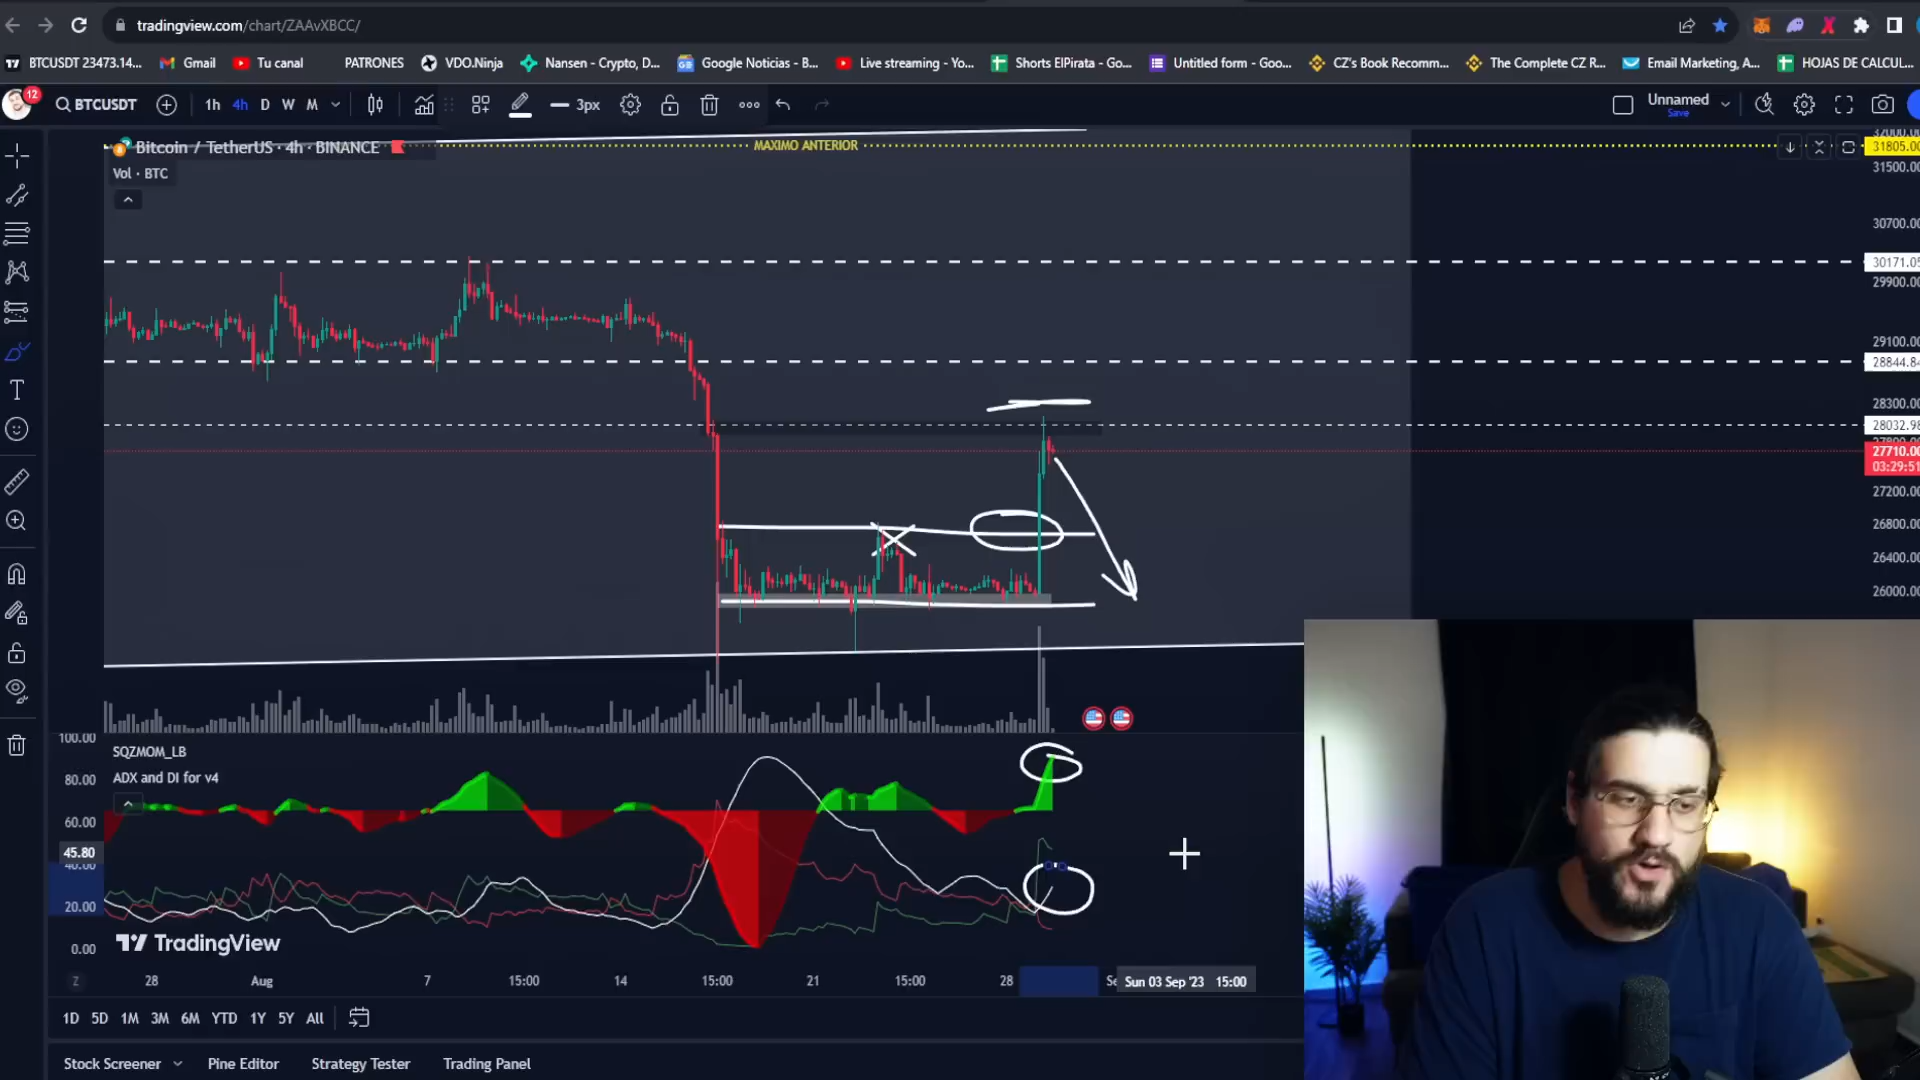 tradingview.com/chart/ZAAvXBCC/
BTCUSDT 23473.14... Gmail Tu canal PATRONES VDO.Ninja Nansen - Crypto, D... Google Noticias - B... Live streaming - Yo... Shorts ElPirata - Go... Untitled form - Goo... CZ's Book Recomm... The Complete CZ R... Email Marketing, A... HOJAS DE CALCUL...
12 BTCUSDT 1h 4h D W M 3px Unnamed
Save
MAXIMO ANTERIOR
Bitcoin / TetherUS · 4h · BINANCE
Vol · BTC
31805.00
31500.00
30700.00
30171.05
29900.00
29100.00
28844.84
28300.00
28032.98
27710.00
03:29:51
27200.00
26800.00
26400.00
26000.00
100.00
SQZMOM_LB
80.00
ADX and DI for v4
60.00
45.80
40.00
20.00
0.00
TradingView
Z 28 Aug 7 15:00 14 15:00 21 15:00 28 Se Sun 03 Sep '23 15:00
1D 5D 1M 3M 6M YTD 1Y 5Y All
Stock Screener Pine Editor Strategy Tester Trading Panel